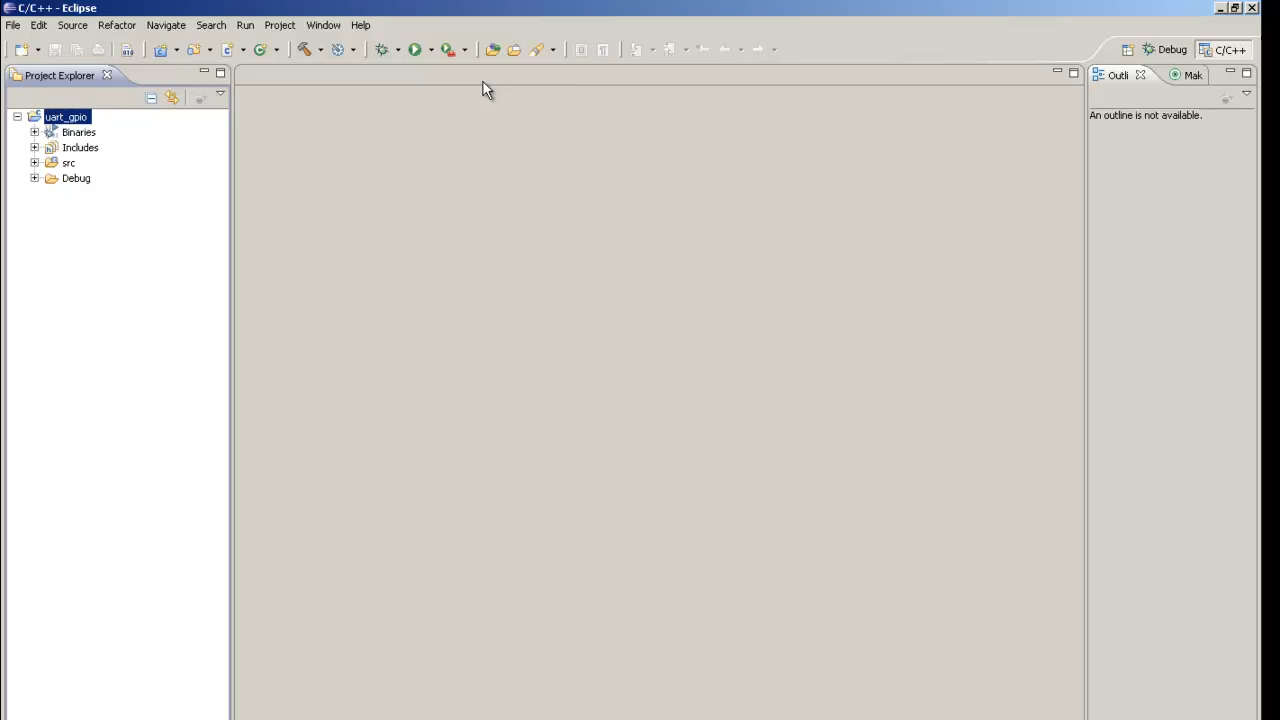 C/C++ - Eclipse
File Edit Source Refactor Navigate Search Run Project Window Help
Debug C/C++
Project Explorer
Outli Mak
uart_gpio
An outline is not available.
Binaries
Includes
src
Debug